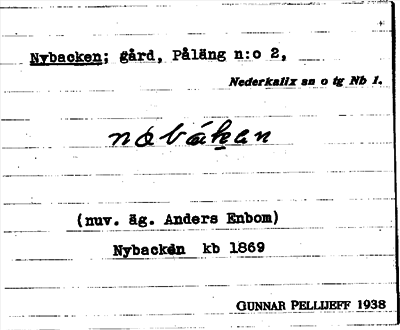 Nybacken; gård, Påläng n:o 2,
Nederkalix sn o tg Nb 1.
(nuv. äg. Anders Enbom)
Nybacken kb 1869
GUNNAR PELLIJEFF 1938